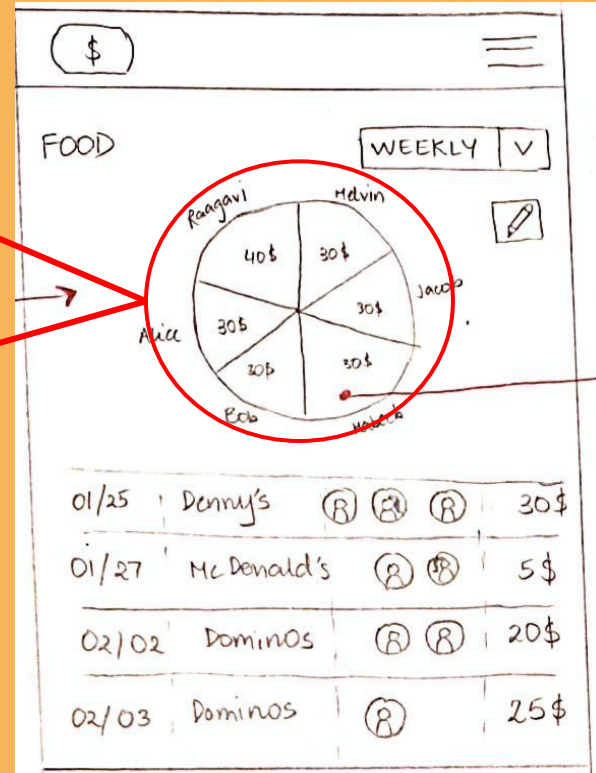 $
FOOD
WEEKLY V
Raagavi
Melvin
40$ 30$
Jacob
30$
Alice
30$
30$
30$
Bob
01/25 Denny's 30$
01/27 McDonald's 5$
02/02 Dominos 20$
02/03 Dominos 25$